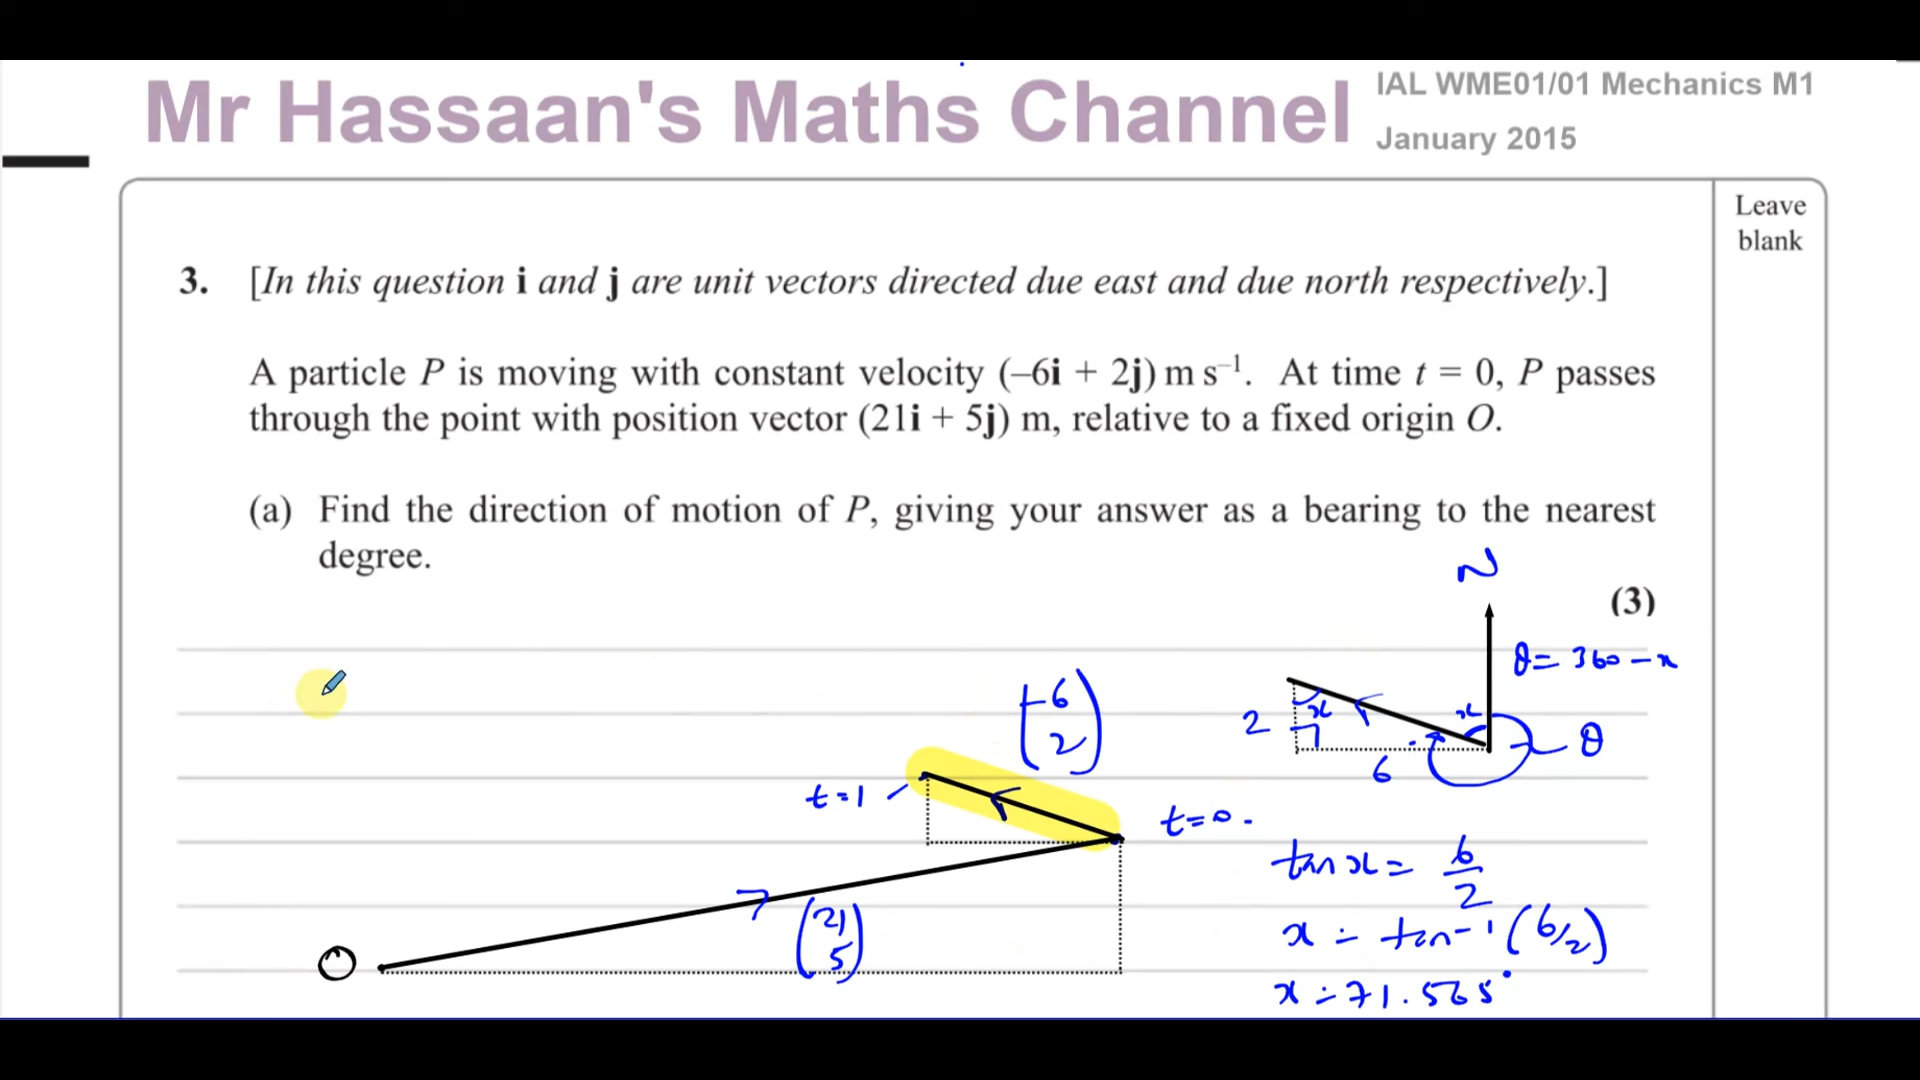 Mr Hassaan's Maths Channel
IAL WME01/01 Mechanics M1
January 2015
Leave
blank
3. [In this question i and j are unit vectors directed due east and due north respectively.]
A particle P is moving with constant velocity (–6i + 2j) m s⁻¹. At time t = 0, P passes
through the point with position vector (21i + 5j) m, relative to a fixed origin O.
(a) Find the direction of motion of P, giving your answer as a bearing to the nearest
degree.
(3)
N
θ = 360 - x
x
x
2
6
θ
(-6
2)
t=1
t=0.
(21
5)
O
tan x = 6/2
x = tan⁻¹(6/2)
x = 71.565°